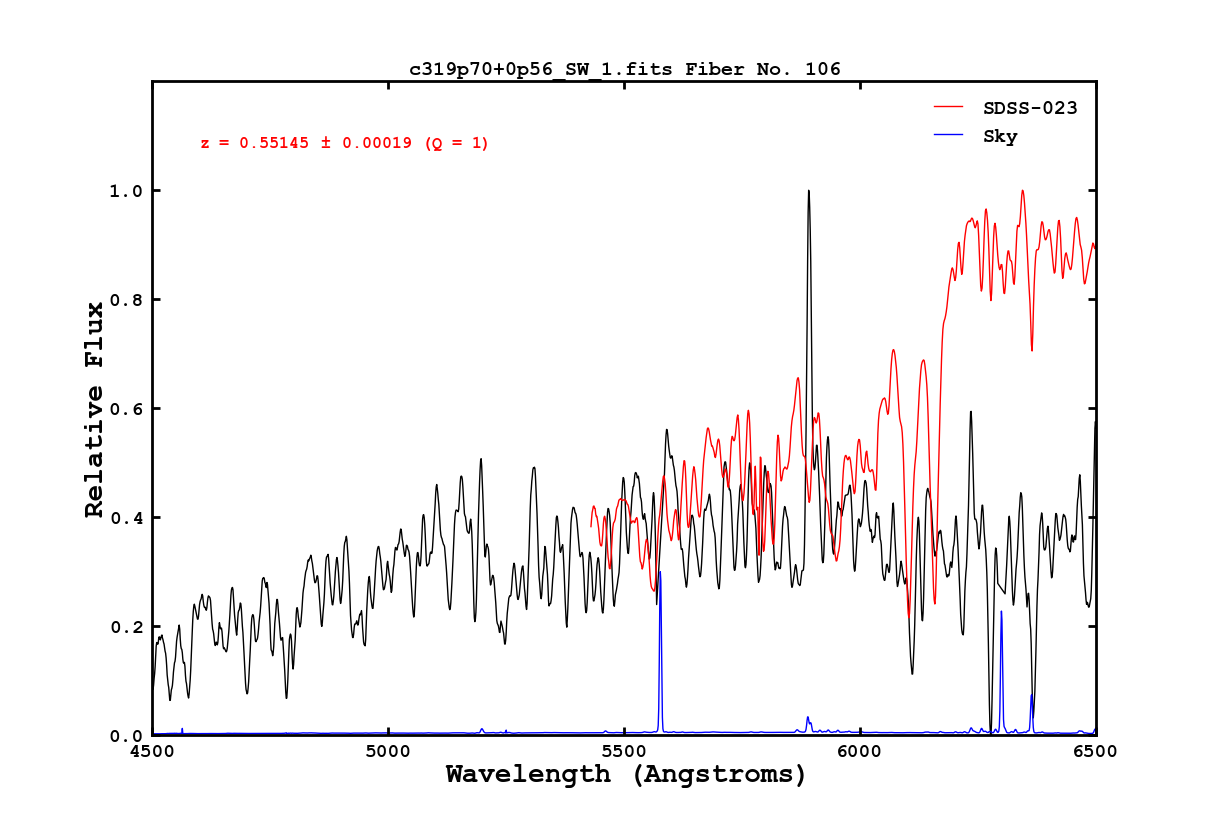 c319p70+0p56_SW_1.fits Fiber No. 106
SDSS-023
Sky
z = 0.55145 ± 0.00019 (Q = 1)
1.0
0.8
0.6
0.4
0.2
0.0
Relative Flux
4500 5000 5500 6000 6500
Wavelength (Angstroms)